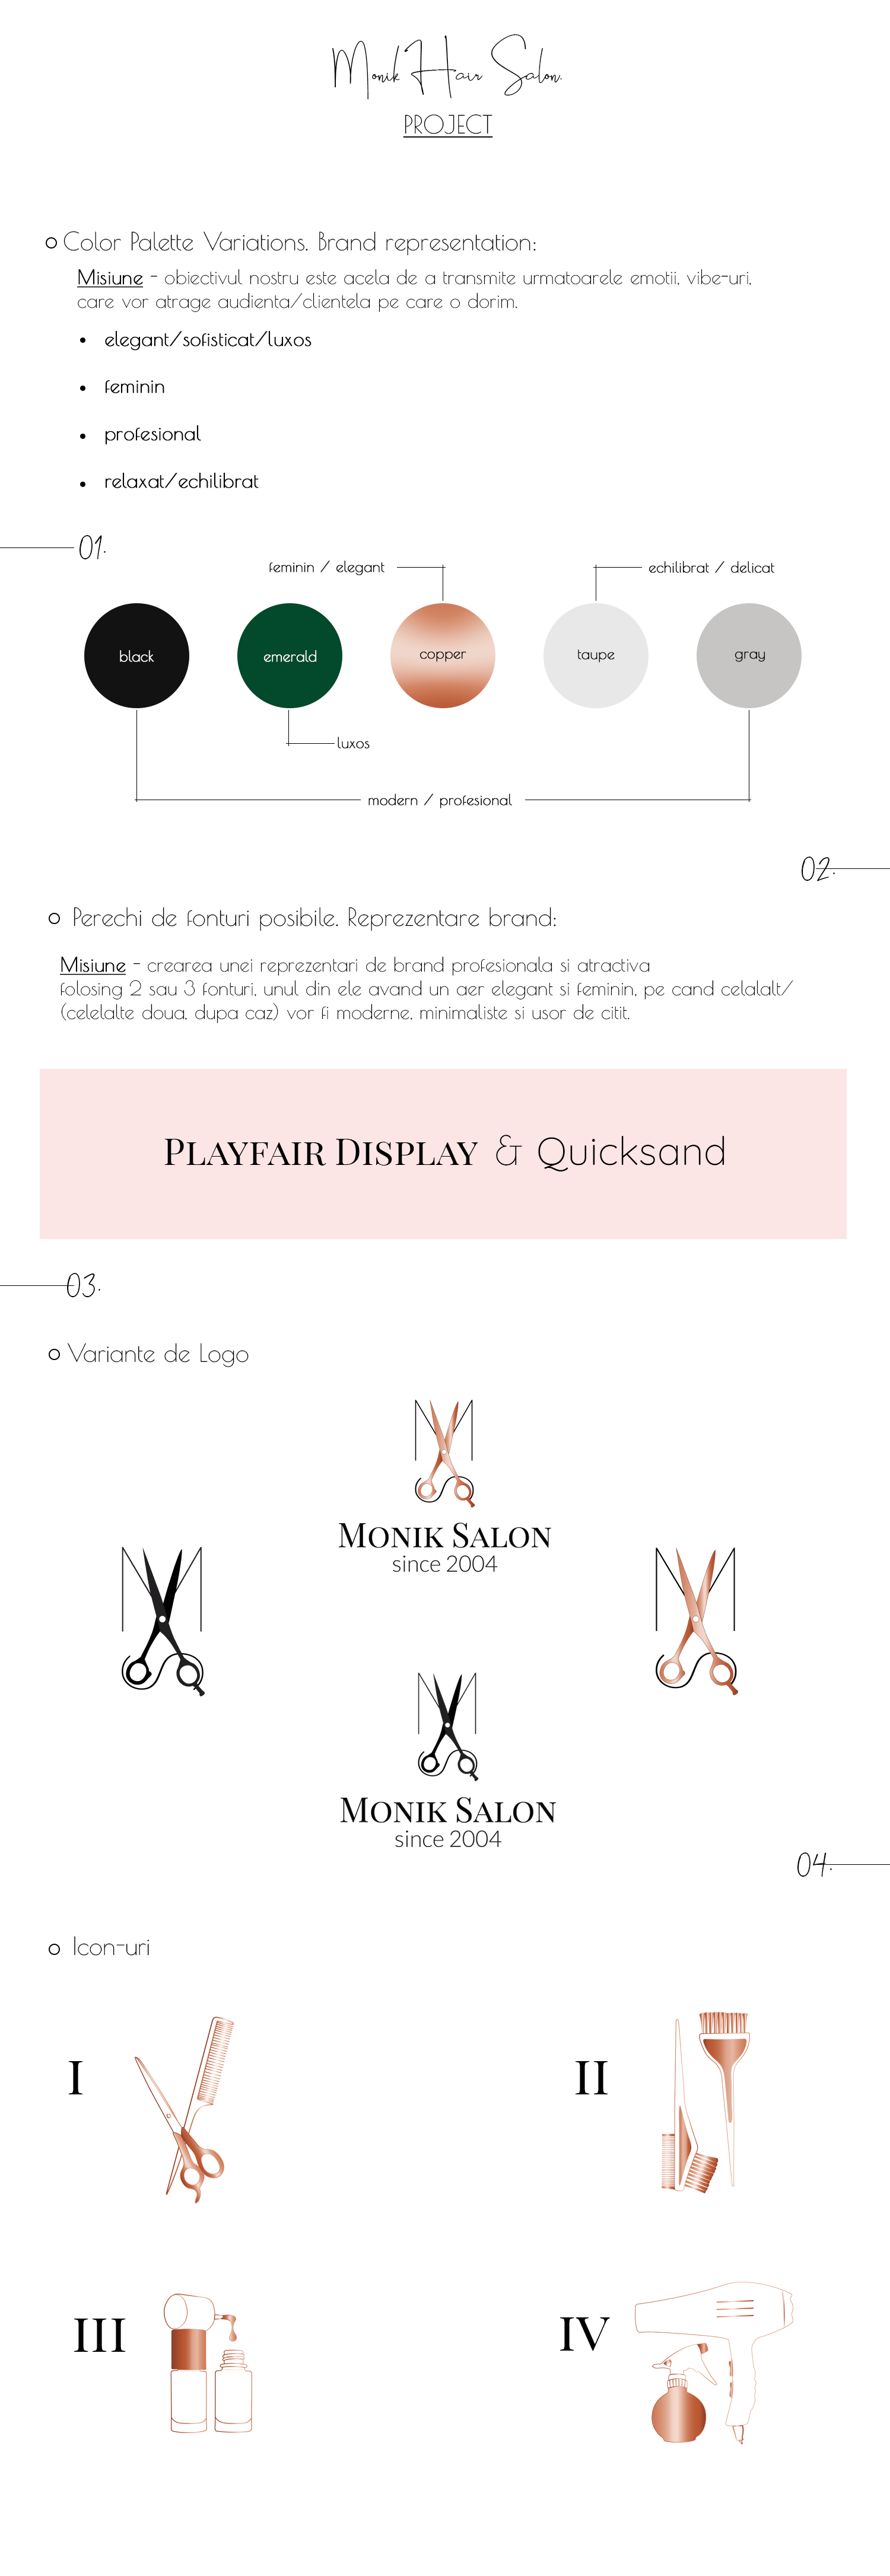 Monik Hair Salon.
PROJECT
Color Palette Variations. Brand representation:
Misiune - obiectivul nostru este acela de a transmite urmatoarele emotii, vibe-uri,
care vor atrage audienta/clientela pe care o dorim.
elegant/sofisticat/luxos
feminin
profesional
relaxat/echilibrat
01.
feminin / elegant
echilibrat / delicat
black
emerald
copper
taupe
gray
luxos
modern / profesional
02.
Perechi de fonturi posibile. Reprezentare brand:
Misiune - crearea unei reprezentari de brand profesionala si atractiva
folosing 2 sau 3 fonturi, unul din ele avand un aer elegant si feminin, pe cand celalalt/
(celelalte doua, dupa caz) vor fi moderne, minimaliste si usor de citit.
Playfair Display & Quicksand
03.
Variante de Logo
Monik Salon
since 2004
Monik Salon
since 2004
04.
Icon-uri
I
II
III
IV